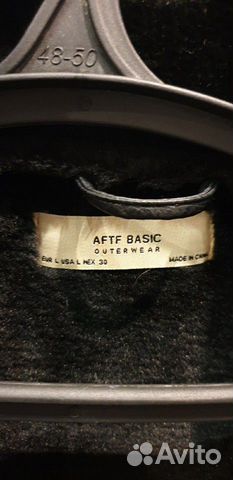 48-50
AFTF BASIC
OUTERWEAR
EUR L USA L MEX 30
MADE IN CHINA
Avito